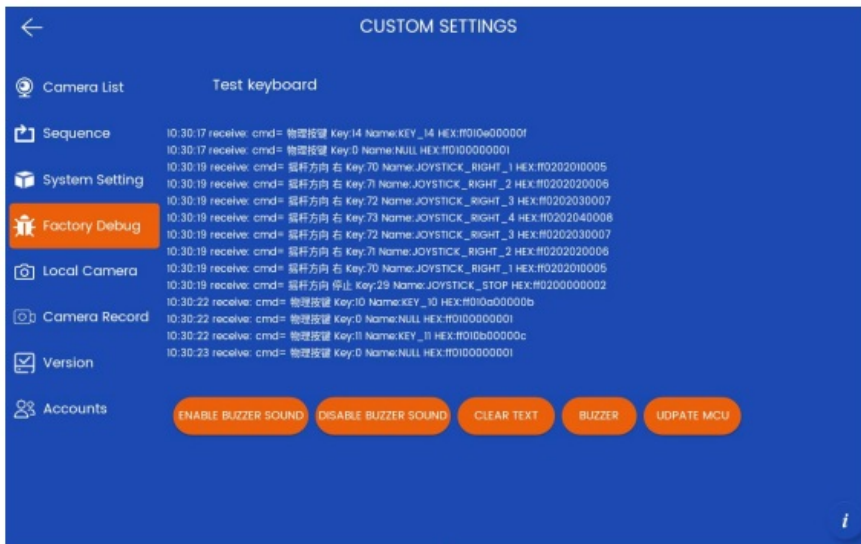 CUSTOM SETTINGS
Camera List
Sequence
System Setting
Factory Debug
Local Camera
Camera Record
Version
Accounts
Test keyboard
10:30:17 receive: cmd= 物理按键 Key:14 Name:KEY_14 HEX:ff010e00000f
10:30:17 receive: cmd= 物理按键 Key:0 Name:NULL HEX:ff0100000001
10:30:19 receive: cmd= 摇杆方向 右 Key:70 Name:JOYSTICK_RIGHT_1 HEX:ff0202010005
10:30:19 receive: cmd= 摇杆方向 右 Key:71 Name:JOYSTICK_RIGHT_2 HEX:ff0202020006
10:30:19 receive: cmd= 摇杆方向 右 Key:72 Name:JOYSTICK_RIGHT_3 HEX:ff0202030007
10:30:19 receive: cmd= 摇杆方向 右 Key:73 Name:JOYSTICK_RIGHT_4 HEX:ff0202040008
10:30:19 receive: cmd= 摇杆方向 右 Key:72 Name:JOYSTICK_RIGHT_3 HEX:ff0202030007
10:30:19 receive: cmd= 摇杆方向 右 Key:71 Name:JOYSTICK_RIGHT_2 HEX:ff0202020006
10:30:19 receive: cmd= 摇杆方向 右 Key:70 Name:JOYSTICK_RIGHT_1 HEX:ff0202010005
10:30:19 receive: cmd= 摇杆方向 停止 Key:29 Name:JOYSTICK_STOP HEX:ff0200000002
10:30:22 receive: cmd= 物理按键 Key:10 Name:KEY_10 HEX:ff010a00000b
10:30:22 receive: cmd= 物理按键 Key:0 Name:NULL HEX:ff0100000001
10:30:22 receive: cmd= 物理按键 Key:11 Name:KEY_11 HEX:ff010b00000c
10:30:23 receive: cmd= 物理按键 Key:0 Name:NULL HEX:ff0100000001
ENABLE BUZZER SOUND DISABLE BUZZER SOUND CLEAR TEXT BUZZER UDPATE MCU
i